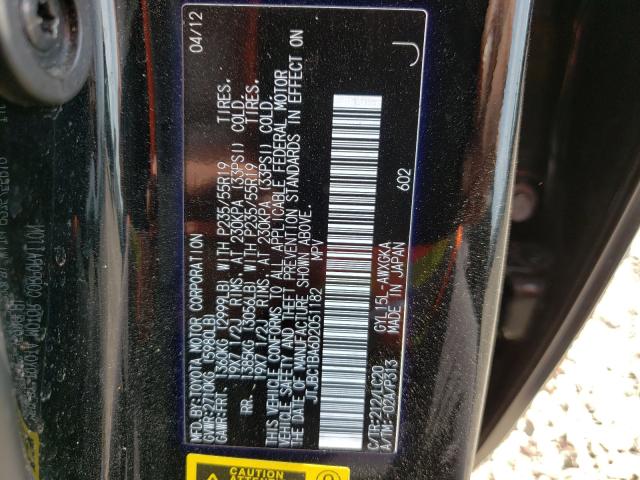 MFD.BY:TOYOTA MOTOR CORPORATION 04/12
GVWR:2710KG (5980LB)
GAWR:FRT. 1360KG (2999LB) WITH P235/55R19 TIRES,
19X7 1/2J RIMS, AT 230KPA (33PSI) COLD.
RR. 1385KG (3056LB) WITH P235/55R19 TIRES,
19X7 1/2J RIMS, AT 230KPA (33PSI) COLD.
THIS VEHICLE CONFORMS TO ALL APPLICABLE FEDERAL MOTOR
VEHICLE SAFETY AND THEFT PREVENTION STANDARDS IN EFFECT ON
THE DATE OF MANUFACTURE SHOWN ABOVE.
JTJBC1BA6D2051182
MPV
J
602
C/TR:212/LC20 GYL15L-AWXGKA
A/TM:-02A/P313 MADE IN JAPAN
CAUTION